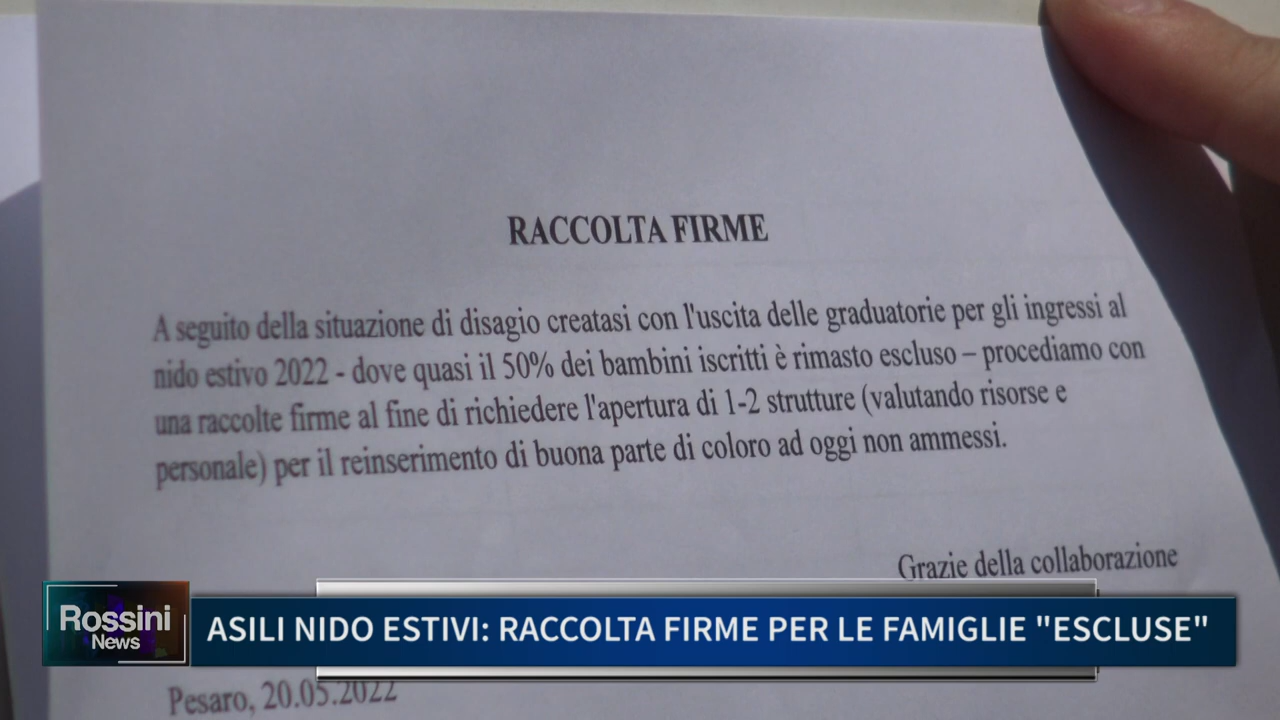 RACCOLTA FIRME
A seguito della situazione di disagio creatasi con l'uscita delle graduatorie per gli ingressi al
nido estivo 2022 - dove quasi il 50% dei bambini iscritti è rimasto escluso – procediamo con
una raccolte firme al fine di richiedere l'apertura di 1-2 strutture (valutando risorse e
personale) per il reinserimento di buona parte di coloro ad oggi non ammessi.
Grazie della collaborazione
Rossini
News
ASILI NIDO ESTIVI: RACCOLTA FIRME PER LE FAMIGLIE "ESCLUSE"
Pesaro, 20.05.2022